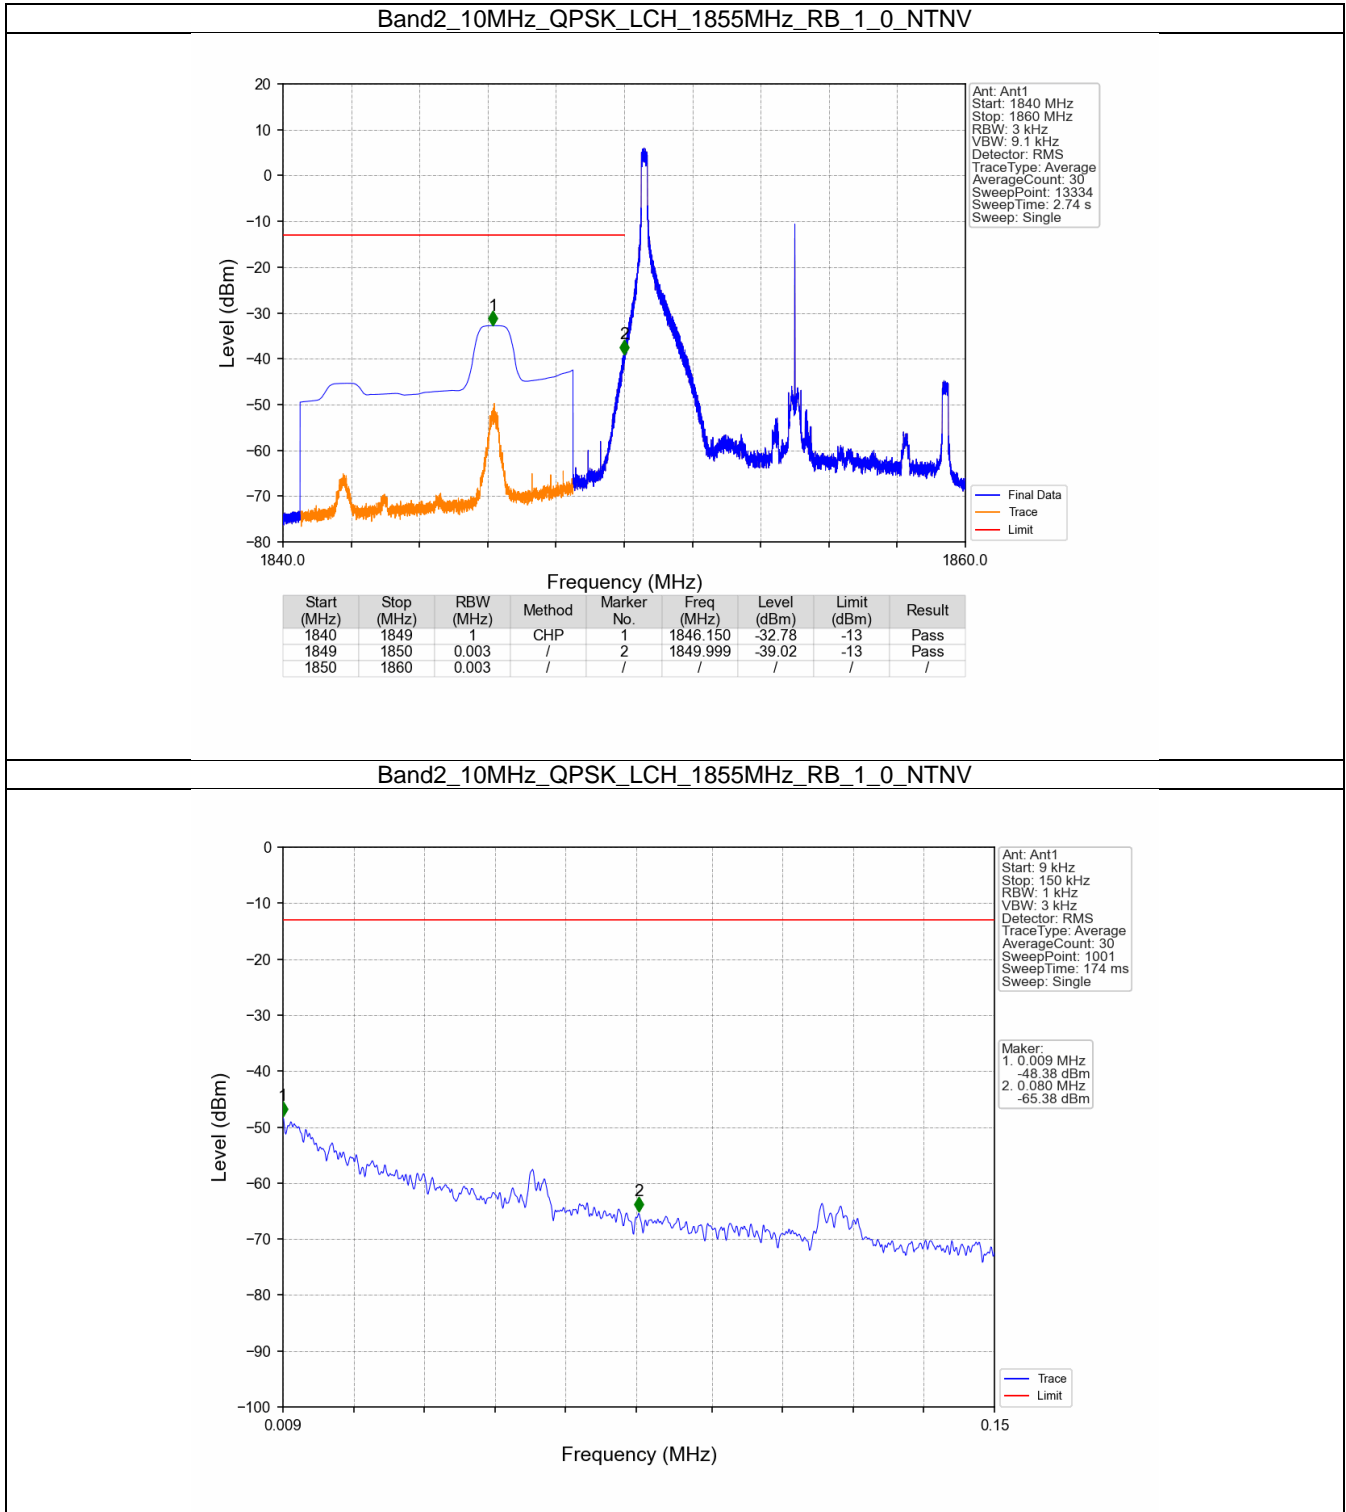 Band2_10MHz_QPSK_LCH_1855MHz_RB_1_0_NTNV
20
10
0
−10
−20
−30
−40
−50
−60
−70
−80
Level (dBm)
1
2
1840.0
1860.0
Frequency (MHz)
Ant: Ant1
Start: 1840 MHz
Stop: 1860 MHz
RBW: 3 kHz
VBW: 9.1 kHz
Detector: RMS
TraceType: Average
AverageCount: 30
SweepPoint: 13334
SweepTime: 2.74 s
Sweep: Single
Final Data
Trace
Limit
Start (MHz) Stop (MHz) RBW (MHz) Method Marker No. Freq (MHz) Level (dBm) Limit (dBm) Result
1840 1849 1 CHP 1 1846.150 -32.78 -13 Pass
1849 1850 0.003 / 2 1849.999 -39.02 -13 Pass
1850 1860 0.003 / / / / / /
Band2_10MHz_QPSK_LCH_1855MHz_RB_1_0_NTNV
0
−10
−20
−30
−40
−50
−60
−70
−80
−90
−100
Level (dBm)
1
2
0.009
0.15
Frequency (MHz)
Ant: Ant1
Start: 9 kHz
Stop: 150 kHz
RBW: 1 kHz
VBW: 3 kHz
Detector: RMS
TraceType: Average
AverageCount: 30
SweepPoint: 1001
SweepTime: 174 ms
Sweep: Single
Maker:
1. 0.009 MHz
-48.38 dBm
2. 0.080 MHz
-65.38 dBm
Trace
Limit